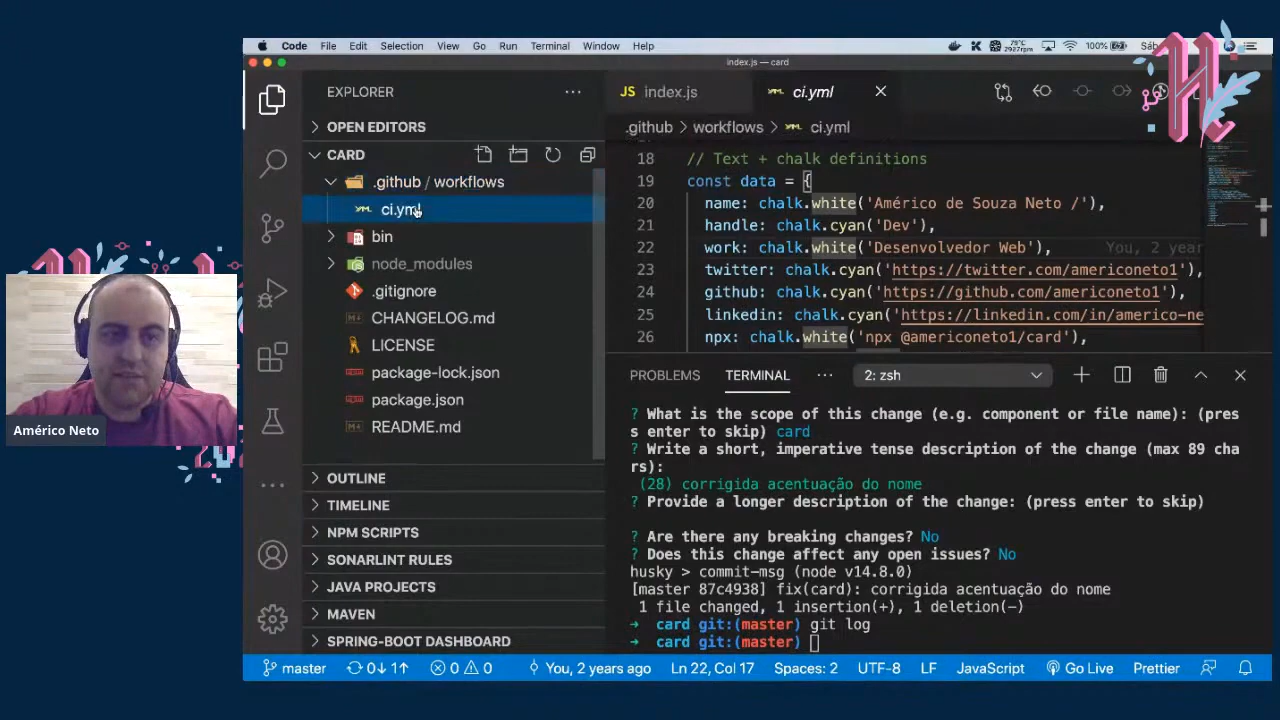 Code File Edit Selection View Go Run Terminal Window Help
79°C
2927rpm
100%
Sáb
index.js — card
EXPLORER
OPEN EDITORS
CARD
.github / workflows
ci.yml
bin
node_modules
.gitignore
CHANGELOG.md
LICENSE
package-lock.json
package.json
README.md
OUTLINE
TIMELINE
NPM SCRIPTS
SONARLINT RULES
JAVA PROJECTS
MAVEN
SPRING-BOOT DASHBOARD
JS index.js
ci.yml
.github > workflows > ci.yml
18 // Text + chalk definitions
19 const data = {
20 name: chalk.white('Américo de Souza Neto /'),
21 handle: chalk.cyan('Dev'),
22 work: chalk.white('Desenvolvedor Web'), You, 2 year
23 twitter: chalk.cyan('https://twitter.com/americoneto1'),
24 github: chalk.cyan('https://github.com/americoneto1'),
25 linkedin: chalk.cyan('https://linkedin.com/in/americo-ne
26 npx: chalk.white('npx @americoneto1/card'),
PROBLEMS TERMINAL ··· 2: zsh
? What is the scope of this change (e.g. component or file name): (pres
s enter to skip) card
? Write a short, imperative tense description of the change (max 89 cha
rs):
(28) corrigida acentuação do nome
? Provide a longer description of the change: (press enter to skip)
? Are there any breaking changes? No
? Does this change affect any open issues? No
husky > commit-msg (node v14.8.0)
[master 87c4938] fix(card): corrigida acentuação do nome
1 file changed, 1 insertion(+), 1 deletion(-)
➜ card git:(master) git log
➜ card git:(master)
Américo Neto
master 0↓ 1↑ 0 0 You, 2 years ago Ln 22, Col 17 Spaces: 2 UTF-8 LF JavaScript Go Live Prettier